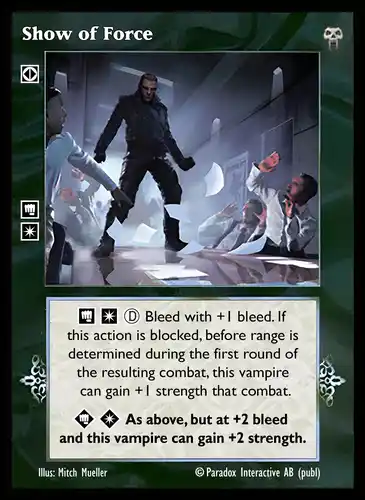 Show of Force
Ⓓ Bleed with +1 bleed. If
this action is blocked, before range is
determined during the first round of
the resulting combat, this vampire
can gain +1 strength that combat.
As above, but at +2 bleed
and this vampire can gain +2 strength.
Illus: Mitch Mueller
© Paradox Interactive AB (publ)